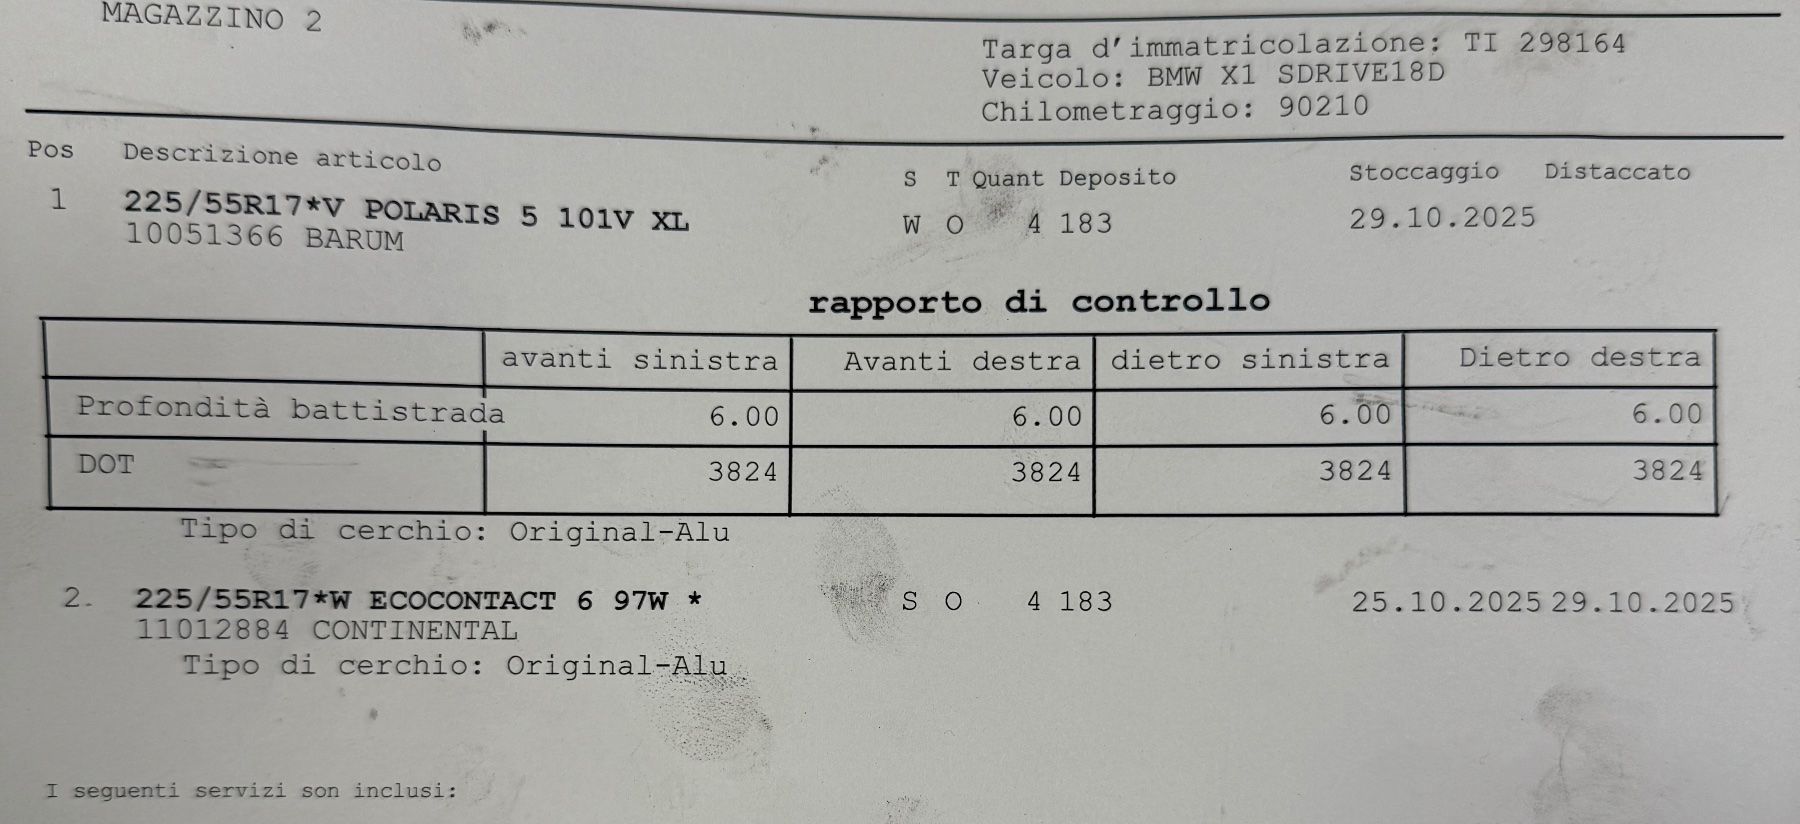 MAGAZZINO 2
Targa d'immatricolazione: TI 298164
Veicolo: BMW X1 SDRIVE18D
Chilometraggio: 90210
Pos Descrizione articolo S T Quant Deposito Stoccaggio Distaccato
1 225/55R17*V POLARIS 5 101V XL W O 4 183 29.10.2025
10051366 BARUM
rapporto di controllo
avanti sinistra Avanti destra dietro sinistra Dietro destra
Profondità battistrada 6.00 6.00 6.00 6.00
DOT 3824 3824 3824 3824
Tipo di cerchio: Original-Alu
2. 225/55R17*W ECOCONTACT 6 97W * S O 4 183 25.10.2025 29.10.2025
11012884 CONTINENTAL
Tipo di cerchio: Original-Alu
I seguenti servizi son inclusi: